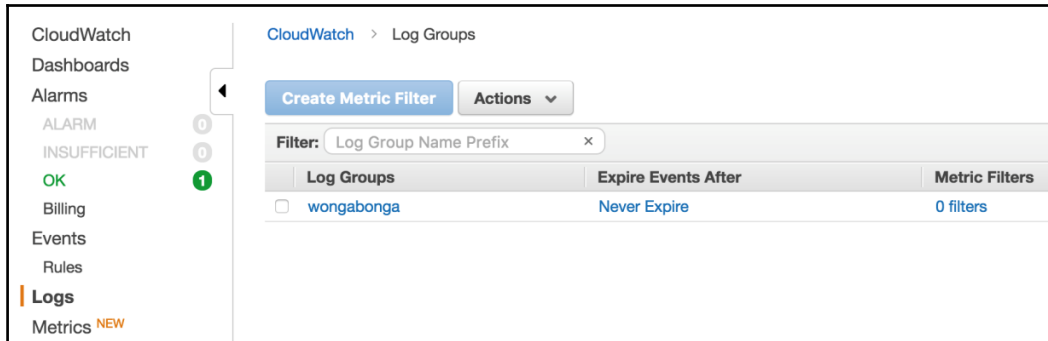 CloudWatch
Dashboards
Alarms
ALARM 0
INSUFFICIENT 0
OK 1
Billing
Events
Rules
Logs
Metrics NEW
CloudWatch > Log Groups
Create Metric Filter Actions
Filter: Log Group Name Prefix ×
Log Groups Expire Events After Metric Filters
wongabonga Never Expire 0 filters